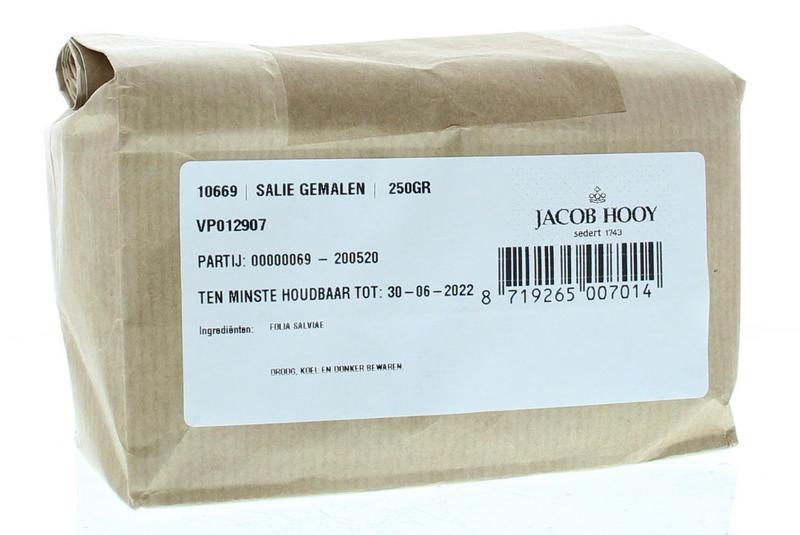 10669 | SALIE GEMALEN | 250GR
JACOB HOOY
sedert 1743
VP012907
PARTIJ: 00000069 – 200520
TEN MINSTE HOUDBAAR TOT: 30-06-2022
8 719265 007014
Ingrediënten: FOLIA SALVIAE
DROOG, KOEL EN DONKER BEWAREN.